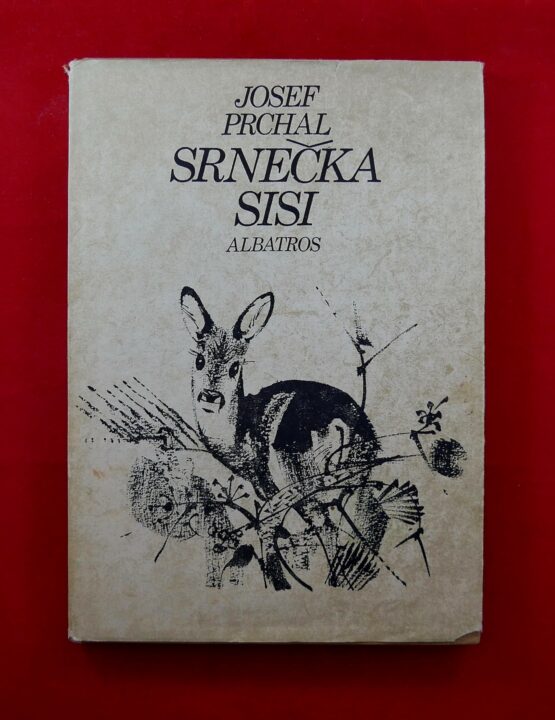 JOSEF
PRCHAL
SRNEČKA
SISI
ALBATROS